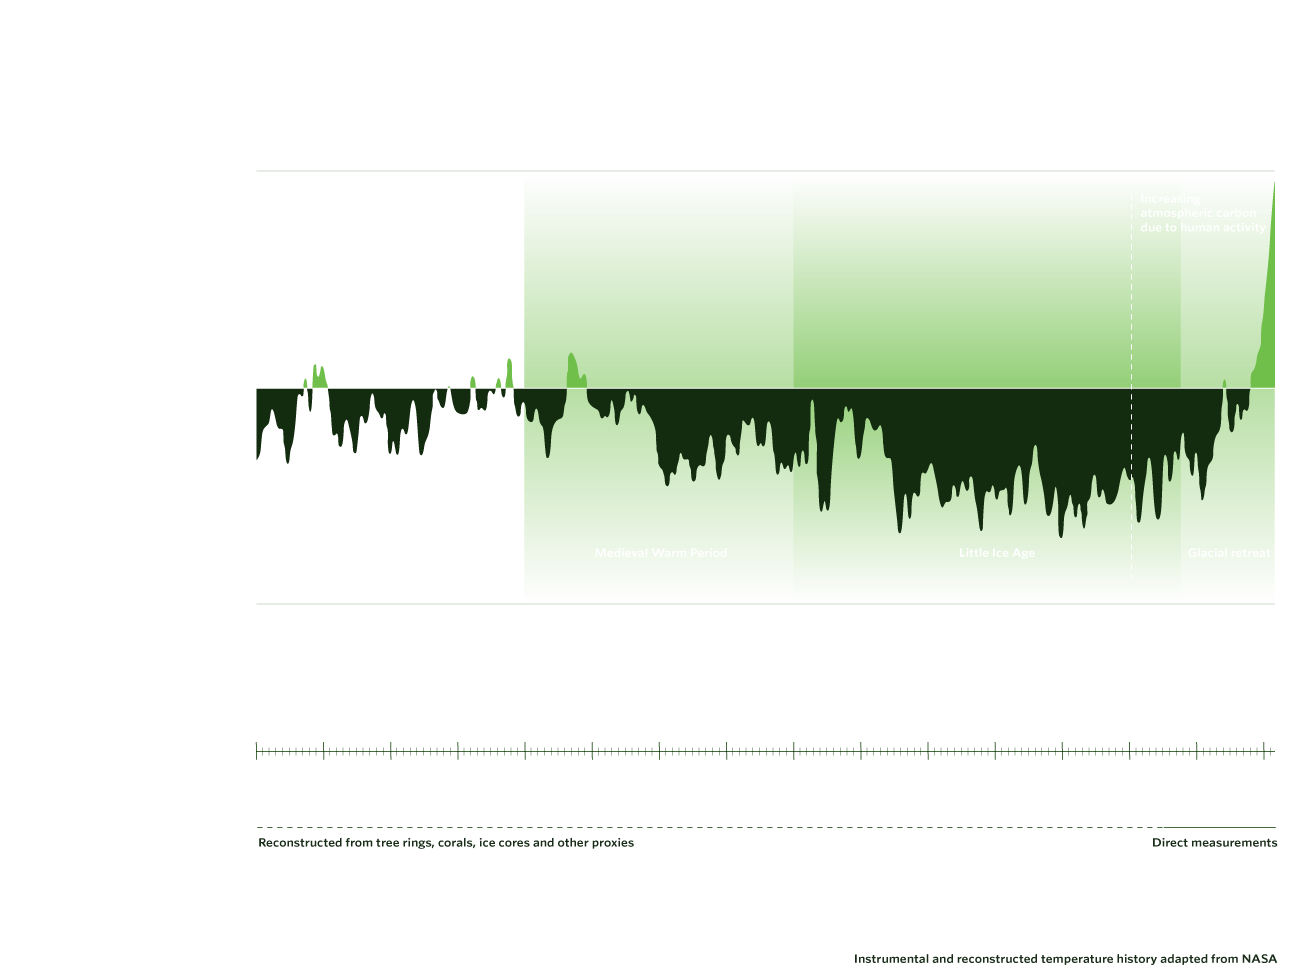 Increasing
atmospheric carbon
due to human activity
Medieval Warm Period
Little Ice Age
Glacial retreat
Reconstructed from tree rings, corals, ice cores and other proxies
Direct measurements
Instrumental and reconstructed temperature history adapted from NASA